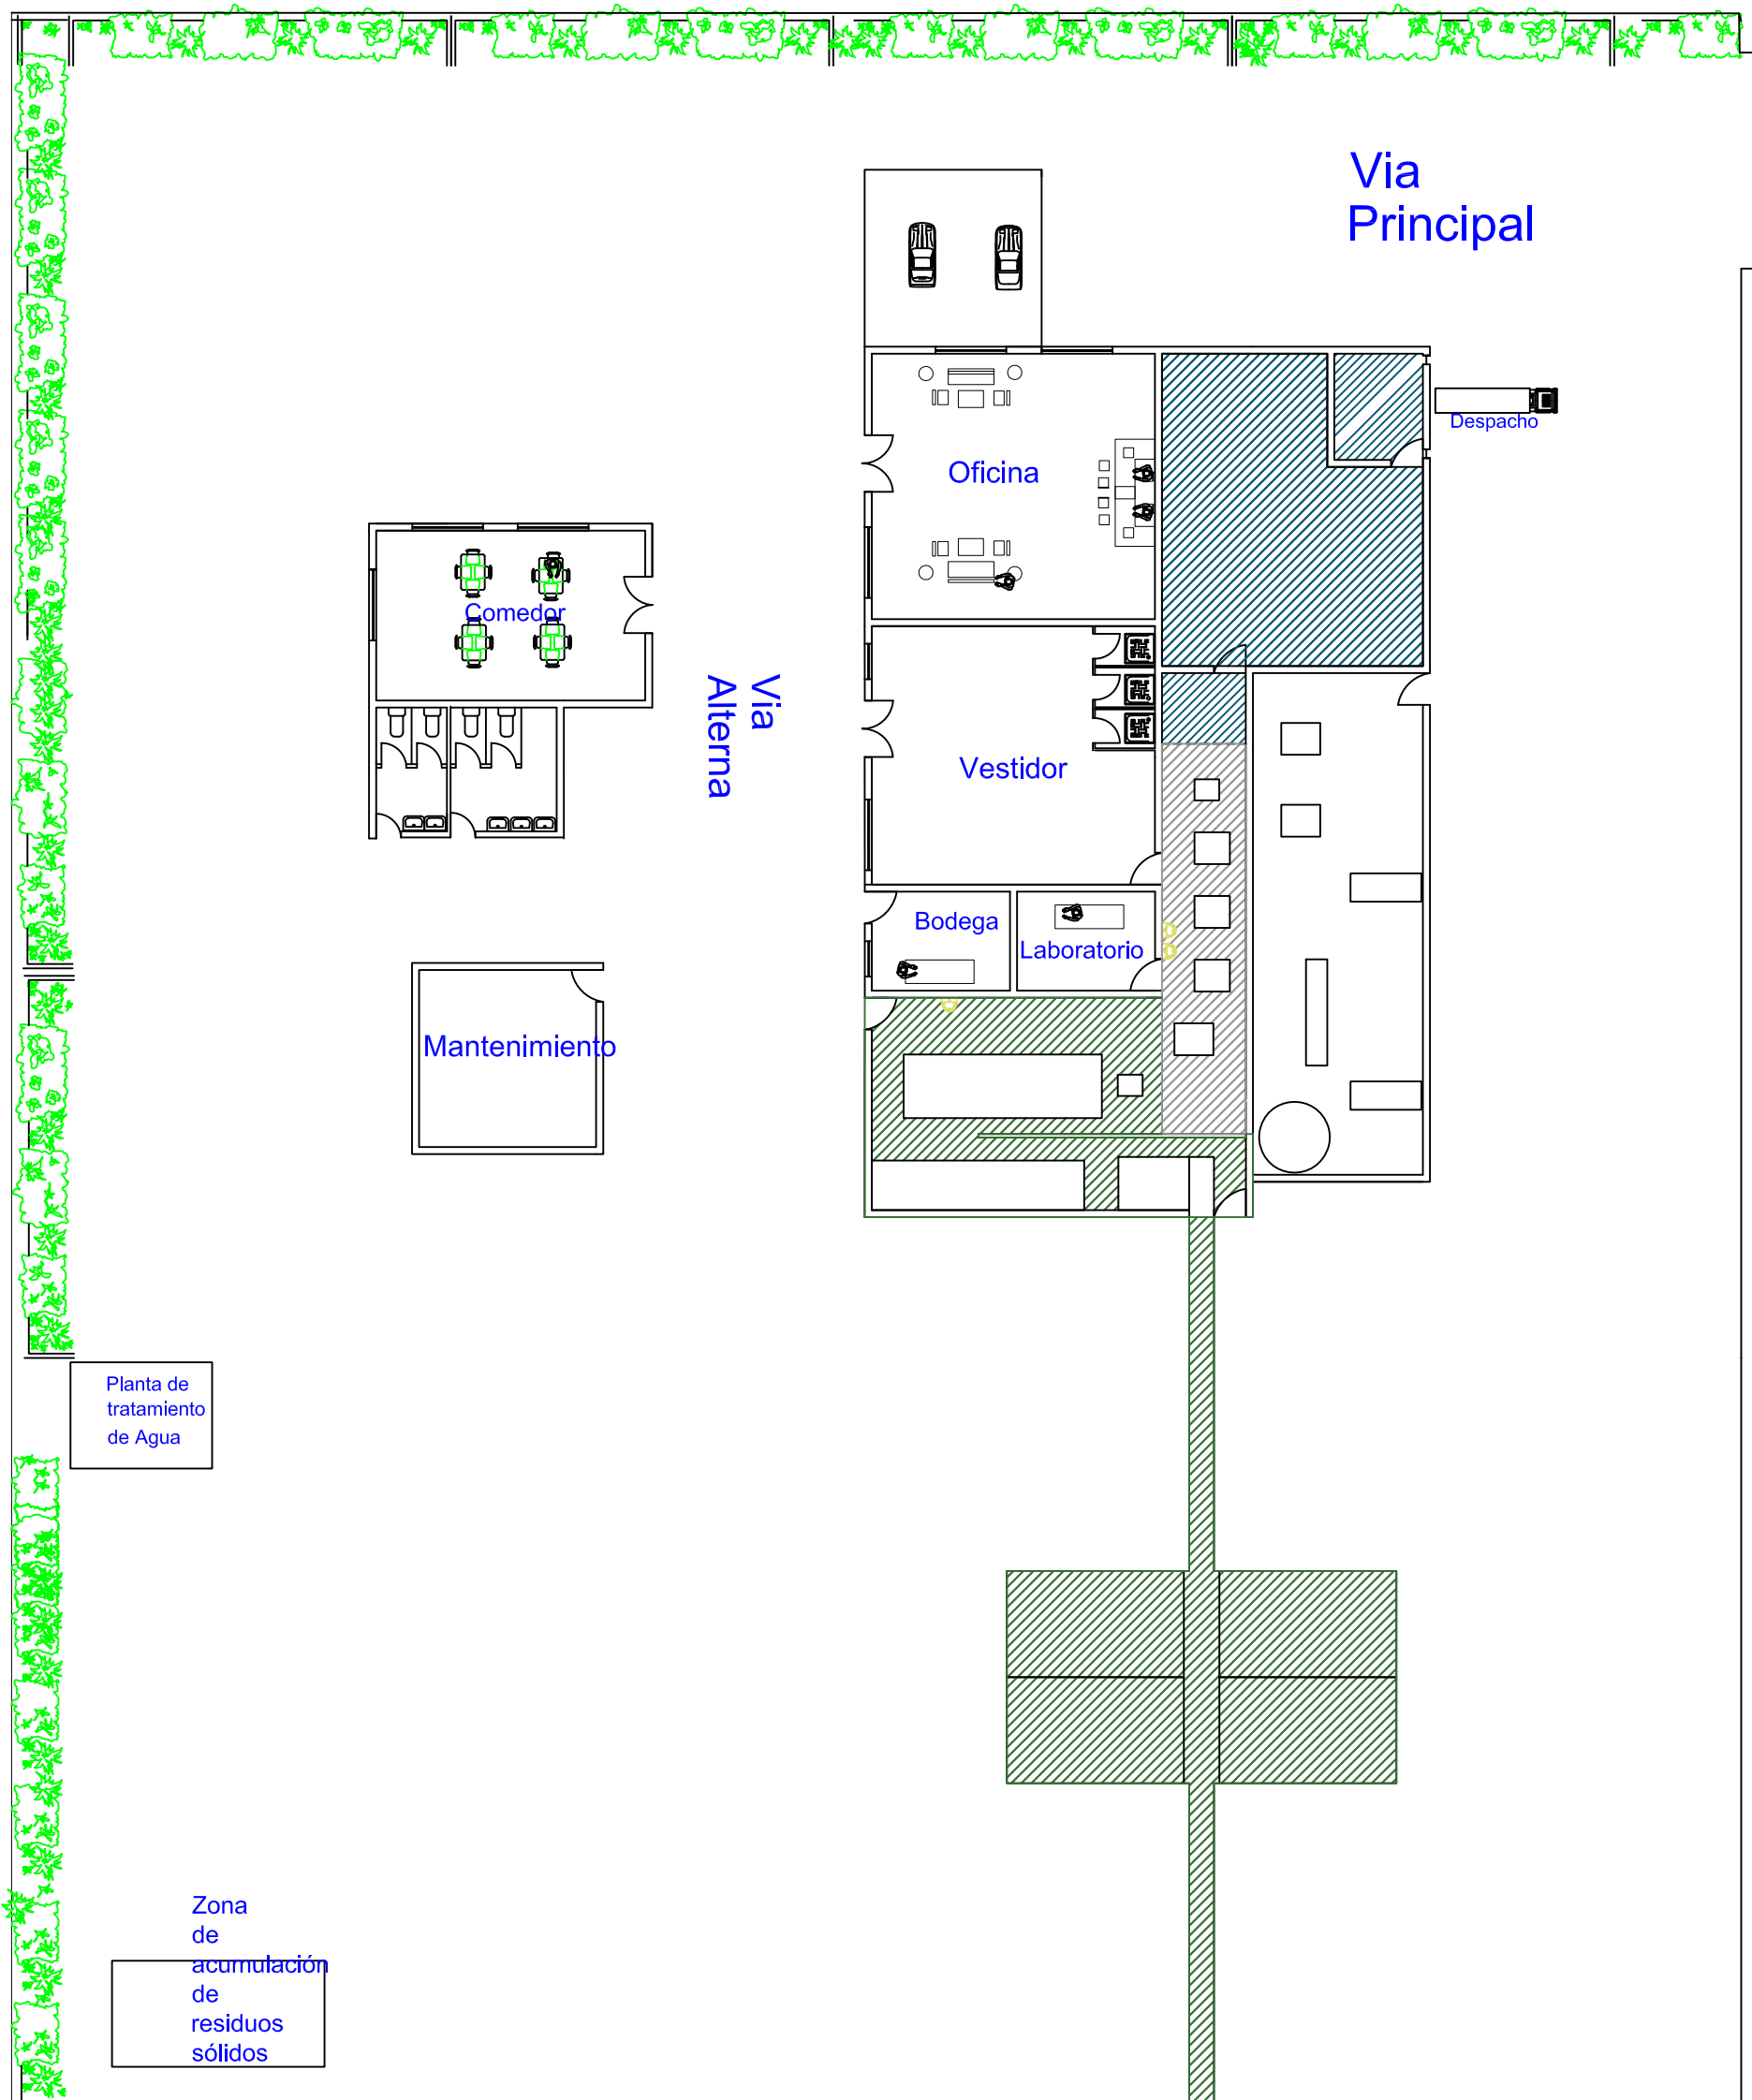 Via
Principal
Despacho
Oficina
Comedor
Via
Alterna
Vestidor
Bodega
Laboratorio
Mantenimiento
Planta de
tratamiento
de Agua
Zona
de
acumulación
de
residuos
sólidos